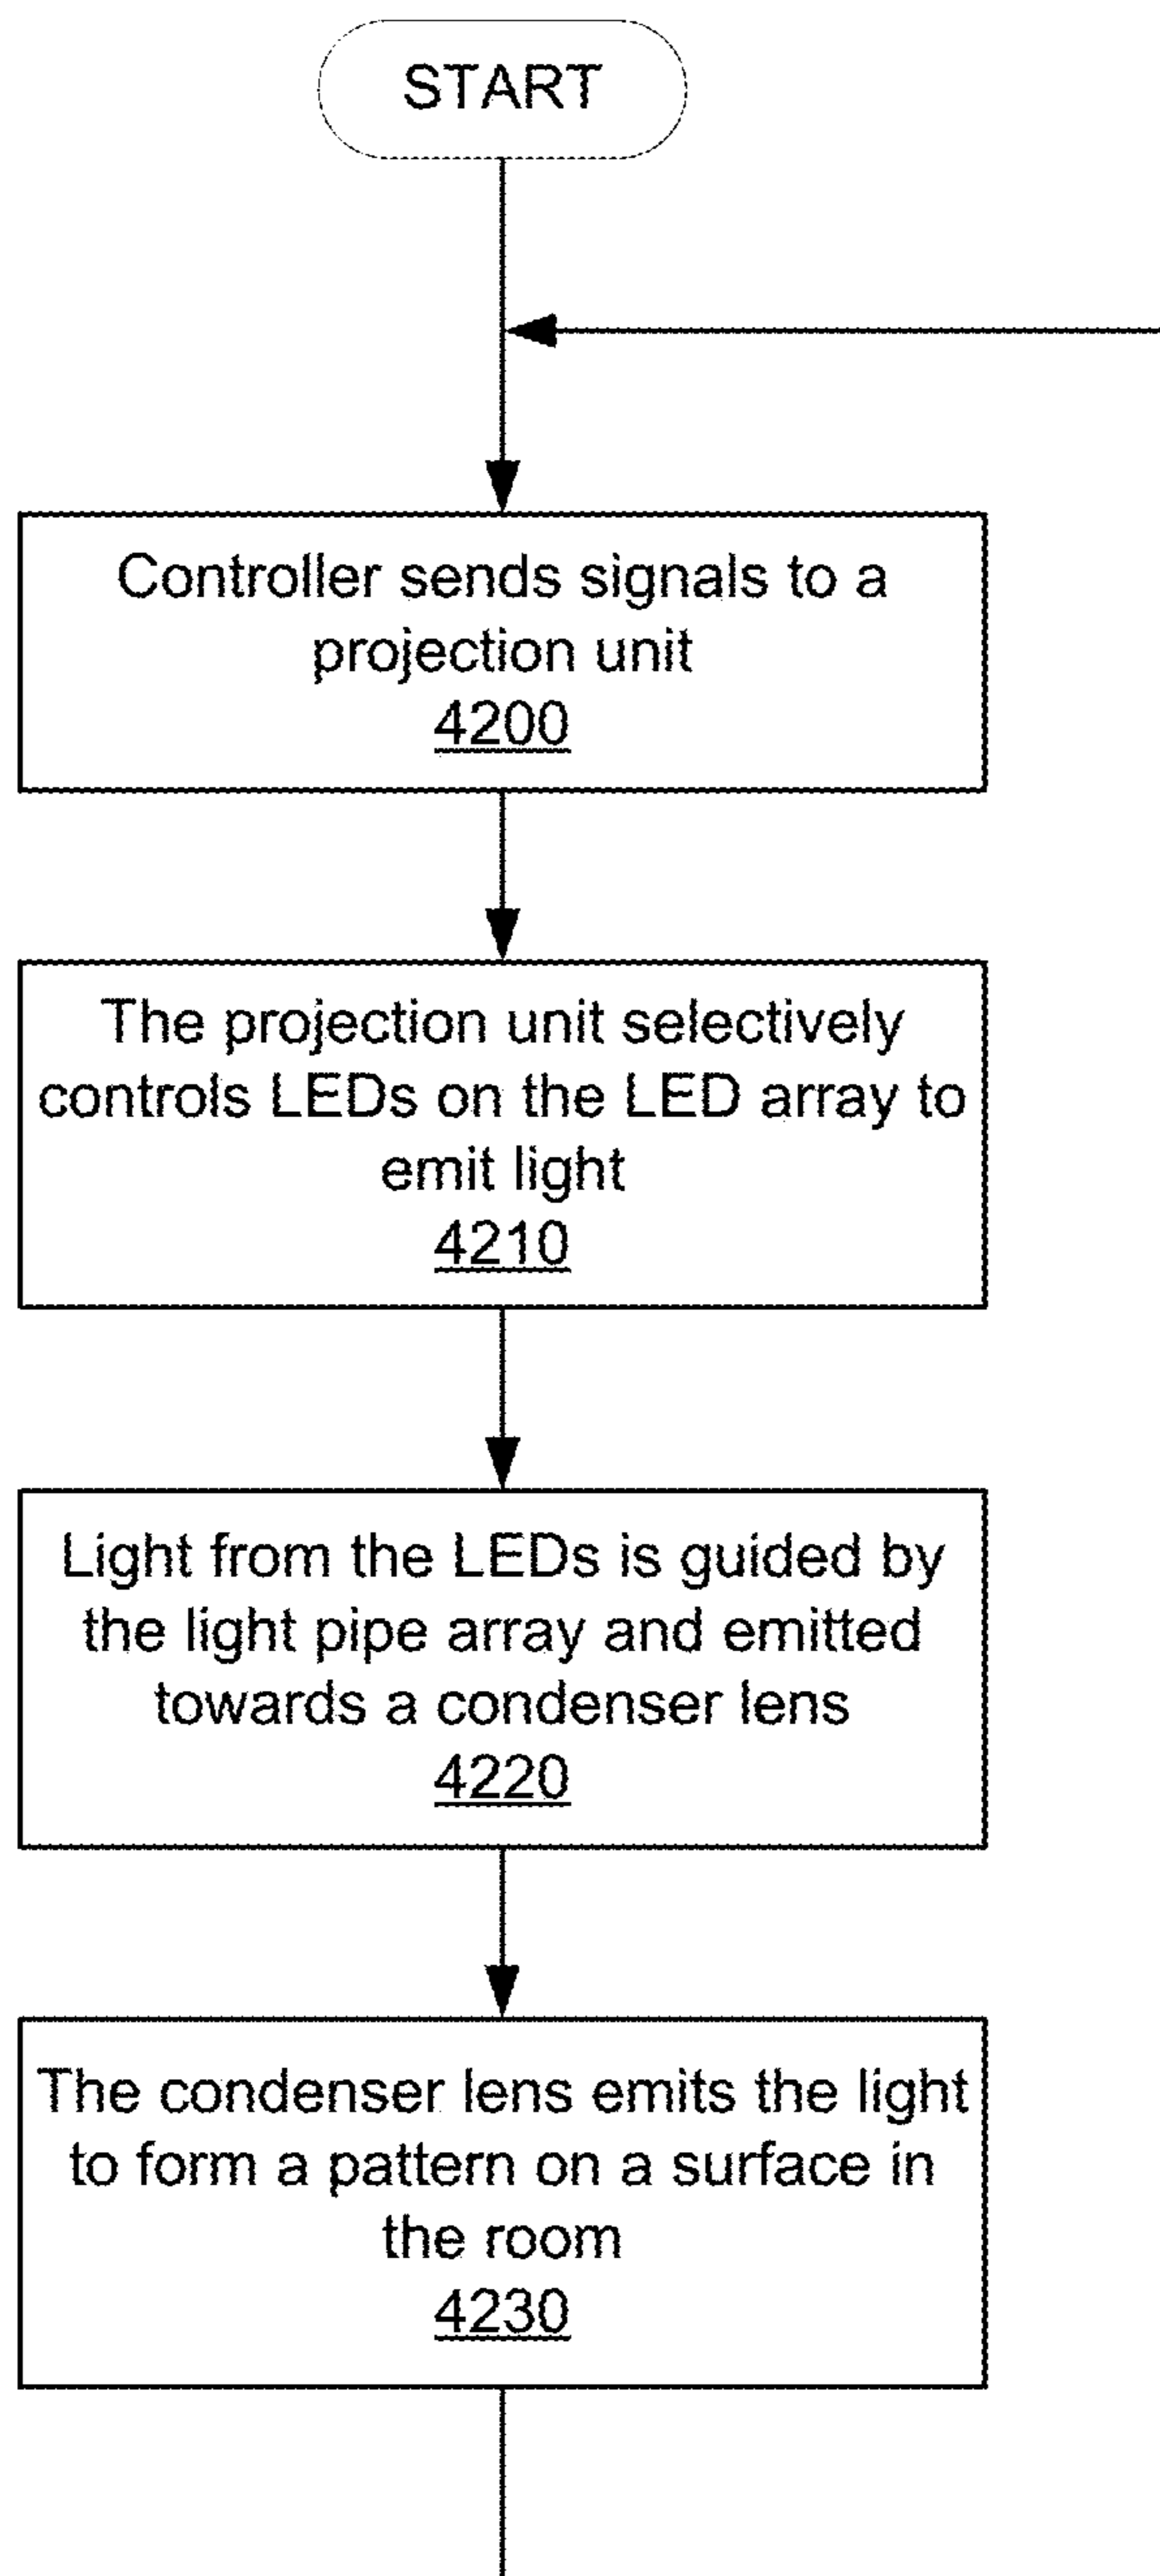 START
Controller sends signals to a
projection unit
4200
The projection unit selectively
controls LEDs on the LED array to
emit light
4210
Light from the LEDs is guided by
the light pipe array and emitted
towards a condenser lens
4220
The condenser lens emits the light
to form a pattern on a surface in
the room
4230